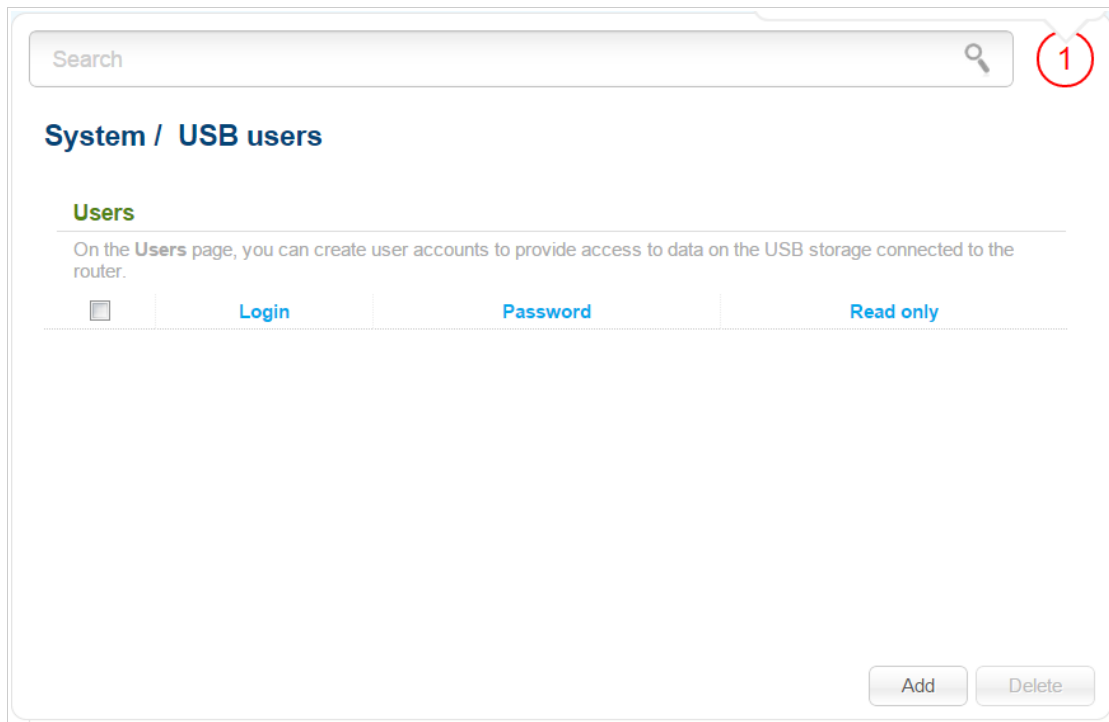 Search
1
System / USB users
Users
On the Users page, you can create user accounts to provide access to data on the USB storage connected to the
router.
Login Password Read only
Add Delete